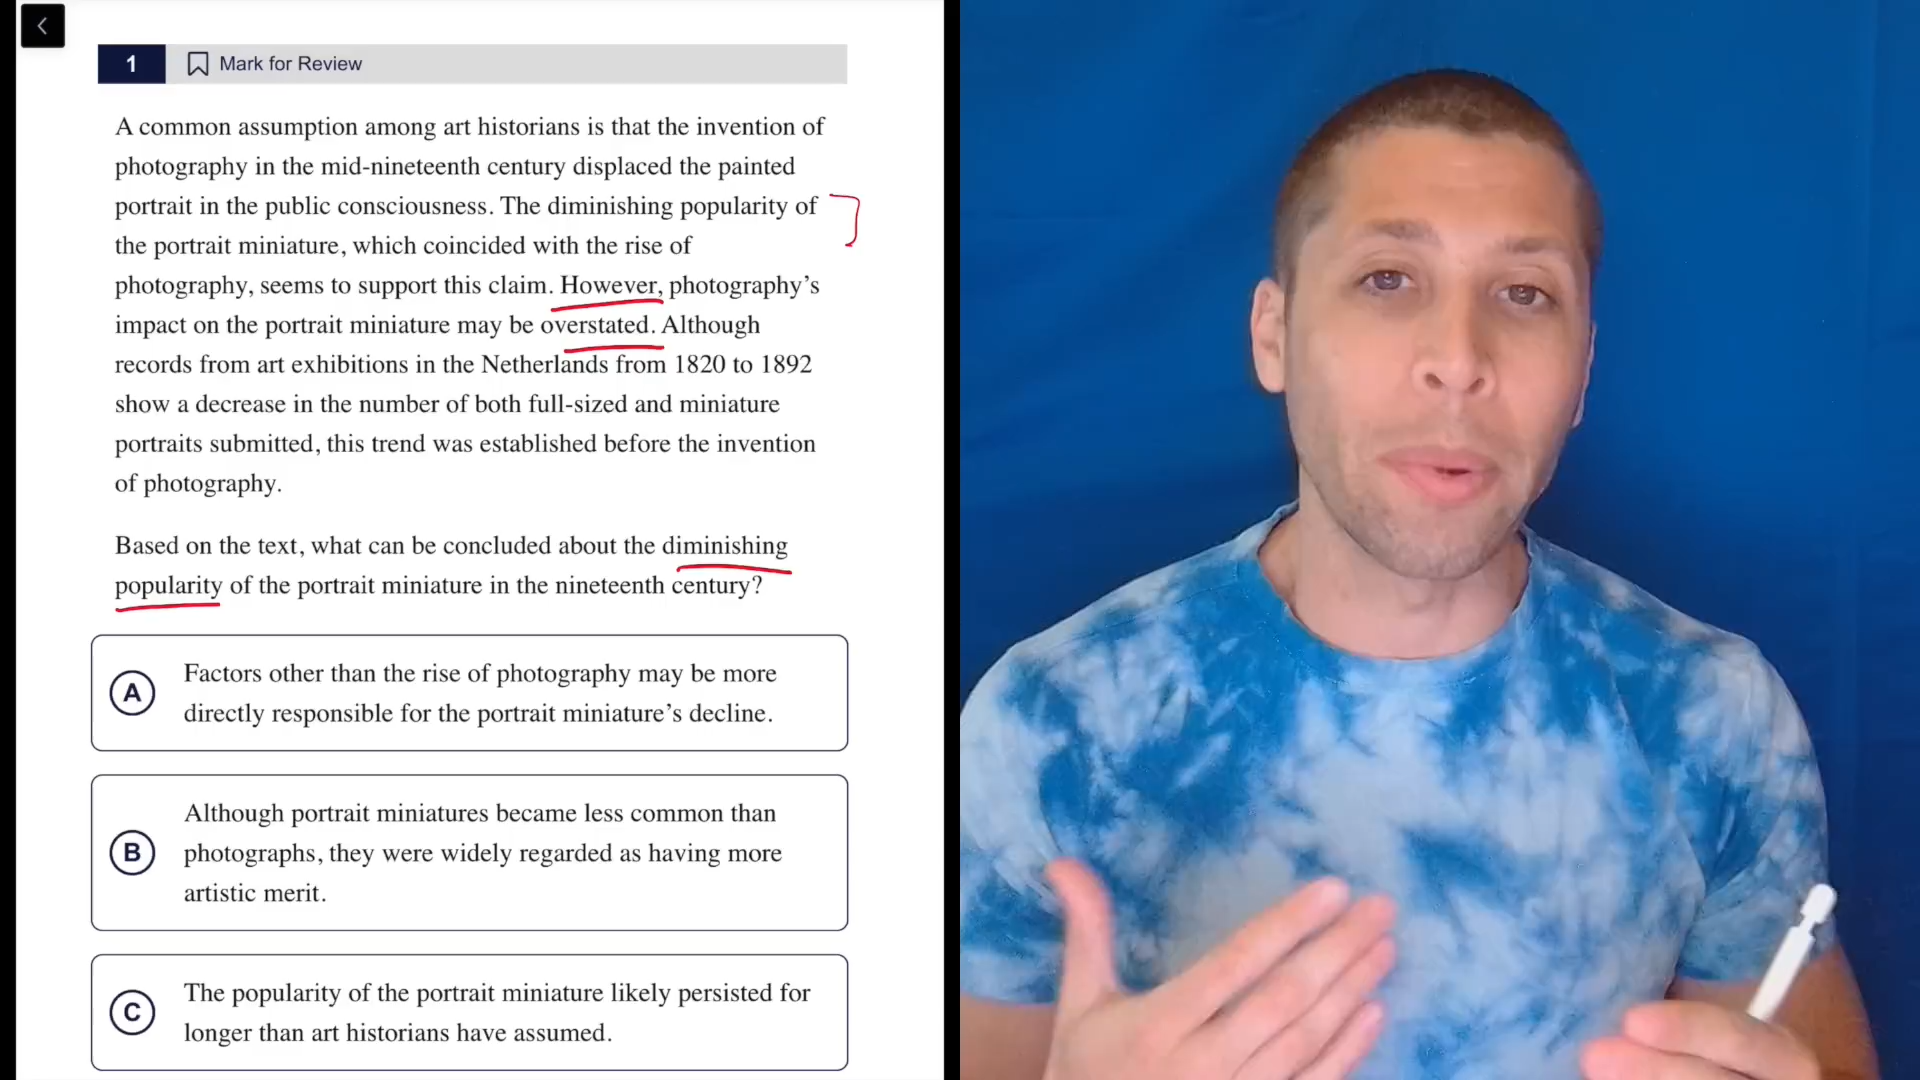 1
Mark for Review
A common assumption among art historians is that the invention of
photography in the mid-nineteenth century displaced the painted
portrait in the public consciousness. The diminishing popularity of
the portrait miniature, which coincided with the rise of
photography, seems to support this claim. However, photography’s
impact on the portrait miniature may be overstated. Although
records from art exhibitions in the Netherlands from 1820 to 1892
show a decrease in the number of both full-sized and miniature
portraits submitted, this trend was established before the invention
of photography.
Based on the text, what can be concluded about the diminishing
popularity of the portrait miniature in the nineteenth century?
A
Factors other than the rise of photography may be more
directly responsible for the portrait miniature’s decline.
B
Although portrait miniatures became less common than
photographs, they were widely regarded as having more
artistic merit.
C
The popularity of the portrait miniature likely persisted for
longer than art historians have assumed.